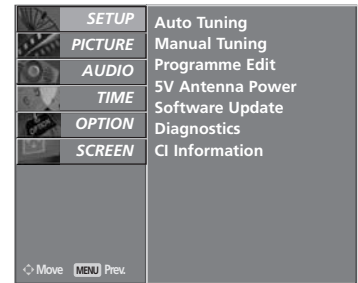 SETUP
PICTURE
AUDIO
TIME
OPTION
SCREEN
Auto Tuning
Manual Tuning
Programme Edit
5V Antenna Power
Software Update
Diagnostics
CI Information
Move MENU Prev.